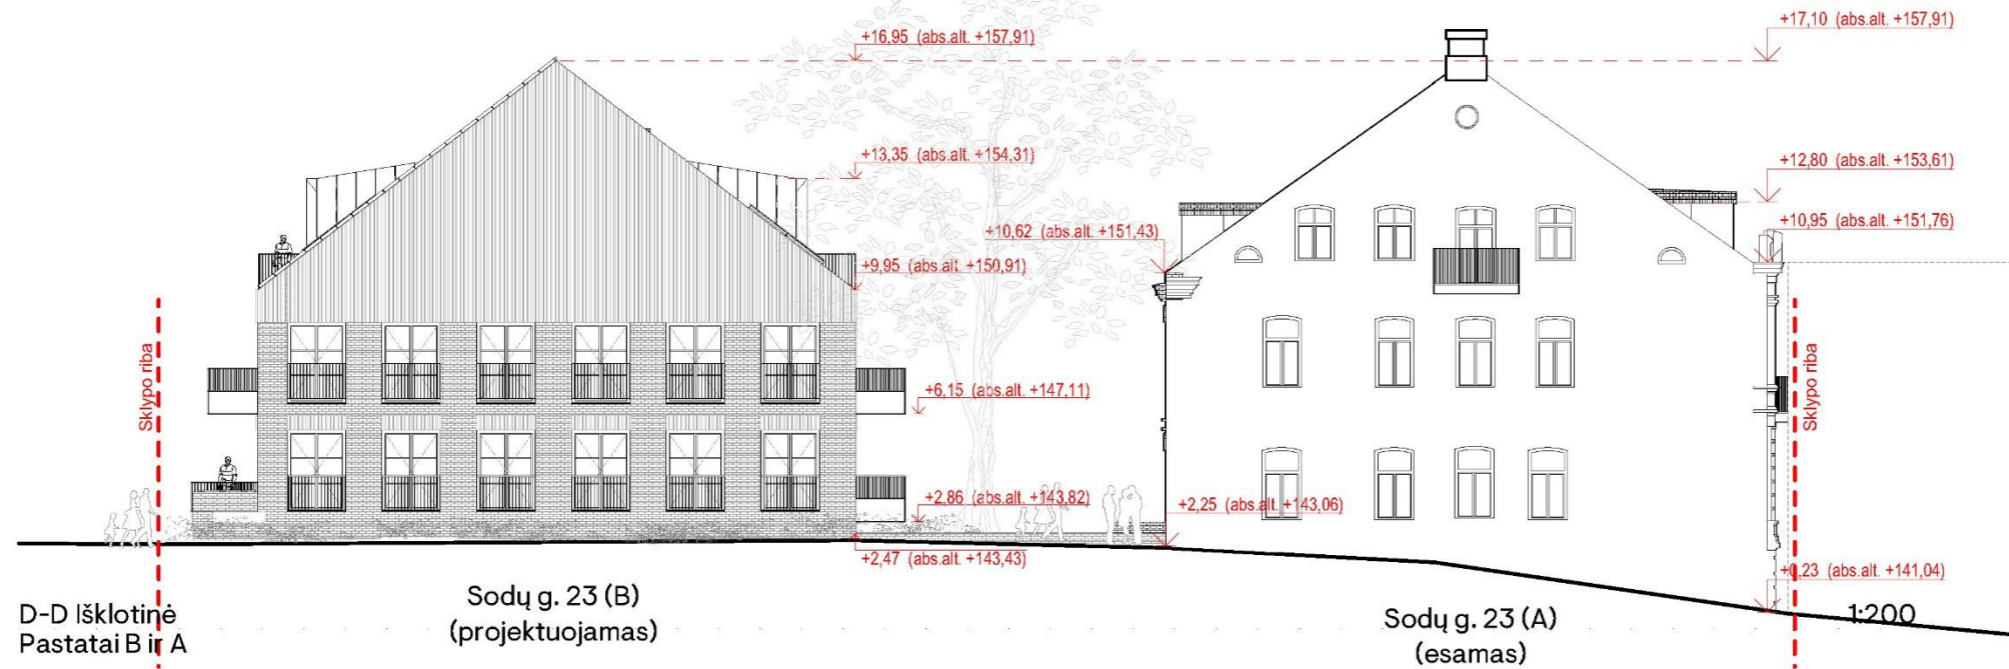 +16,95 (abs.alt. +157,91)
+17,10 (abs.alt. +157,91)
+13,35 (abs.alt. +154,31)
+12,80 (abs.alt. +153,61)
+10,62 (abs.alt. +151,43)
+10,95 (abs.alt. +151,76)
+9,95 (abs.alt. +150,91)
Sklypo riba
Sklypo riba
+6,15 (abs.alt. +147,11)
+2,86 (abs.alt. +143,82)
+2,25 (abs.alt. +143,06)
+2,47 (abs.alt. +143,43)
+0,23 (abs.alt. +141,04)
D-D Išklotinė
Pastatai B ir A
Sodų g. 23 (B)
(projektuojamas)
Sodų g. 23 (A)
(esamas)
1:200